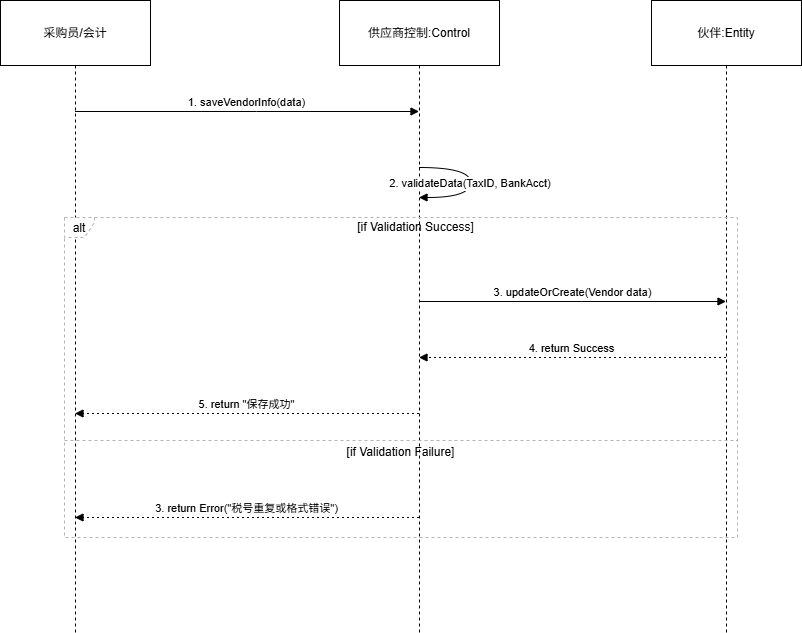 采购员/会计
供应商控制:Control
伙伴:Entity
1. saveVendorInfo(data)
2. validateData(TaxID, BankAcct)
alt
[if Validation Success]
3. updateOrCreate(Vendor data)
4. return Success
5. return "保存成功"
[if Validation Failure]
3. return Error("税号重复或格式错误")